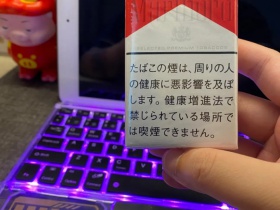 たばこの煙は、周りの人
の健康に悪影響を及ぼ
します。健康増進法で
禁じられている場所で
は喫煙できません。